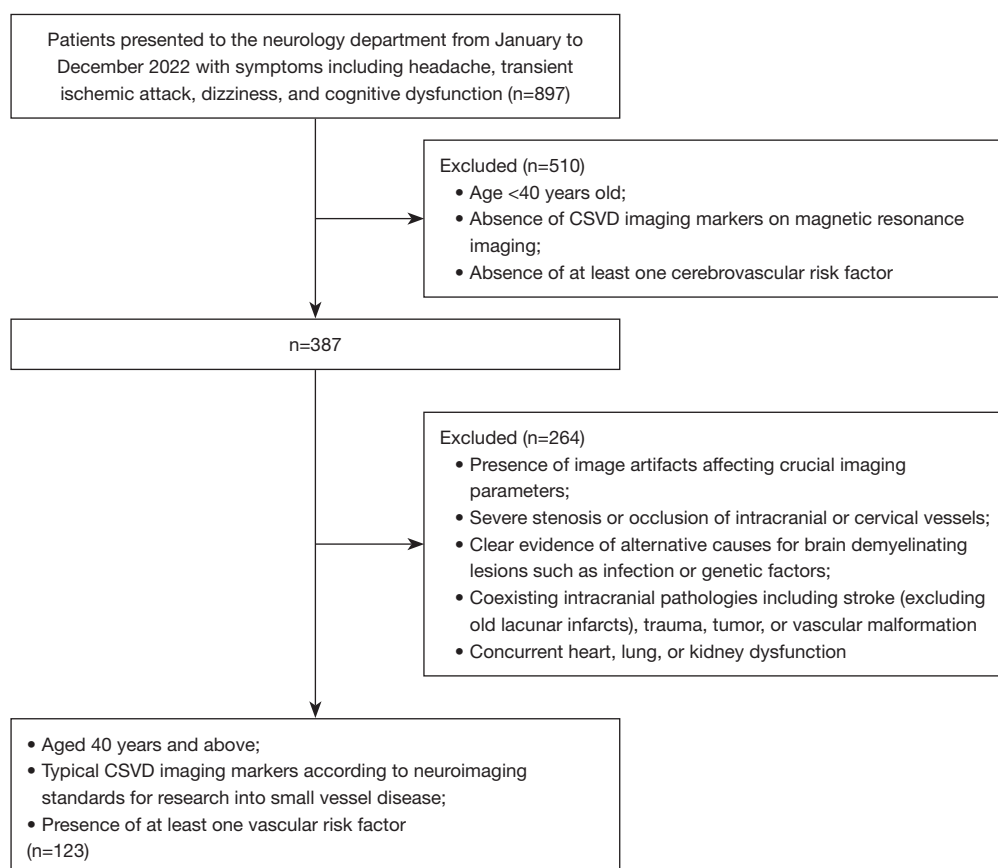 Patients presented to the neurology department from January to
December 2022 with symptoms including headache, transient
ischemic attack, dizziness, and cognitive dysfunction (n=897)
Excluded (n=510)
• Age <40 years old;
• Absence of CSVD imaging markers on magnetic resonance
imaging;
• Absence of at least one cerebrovascular risk factor
n=387
Excluded (n=264)
• Presence of image artifacts affecting crucial imaging
parameters;
• Severe stenosis or occlusion of intracranial or cervical vessels;
• Clear evidence of alternative causes for brain demyelinating
lesions such as infection or genetic factors;
• Coexisting intracranial pathologies including stroke (excluding
old lacunar infarcts), trauma, tumor, or vascular malformation
• Concurrent heart, lung, or kidney dysfunction
• Aged 40 years and above;
• Typical CSVD imaging markers according to neuroimaging
standards for research into small vessel disease;
• Presence of at least one vascular risk factor
(n=123)